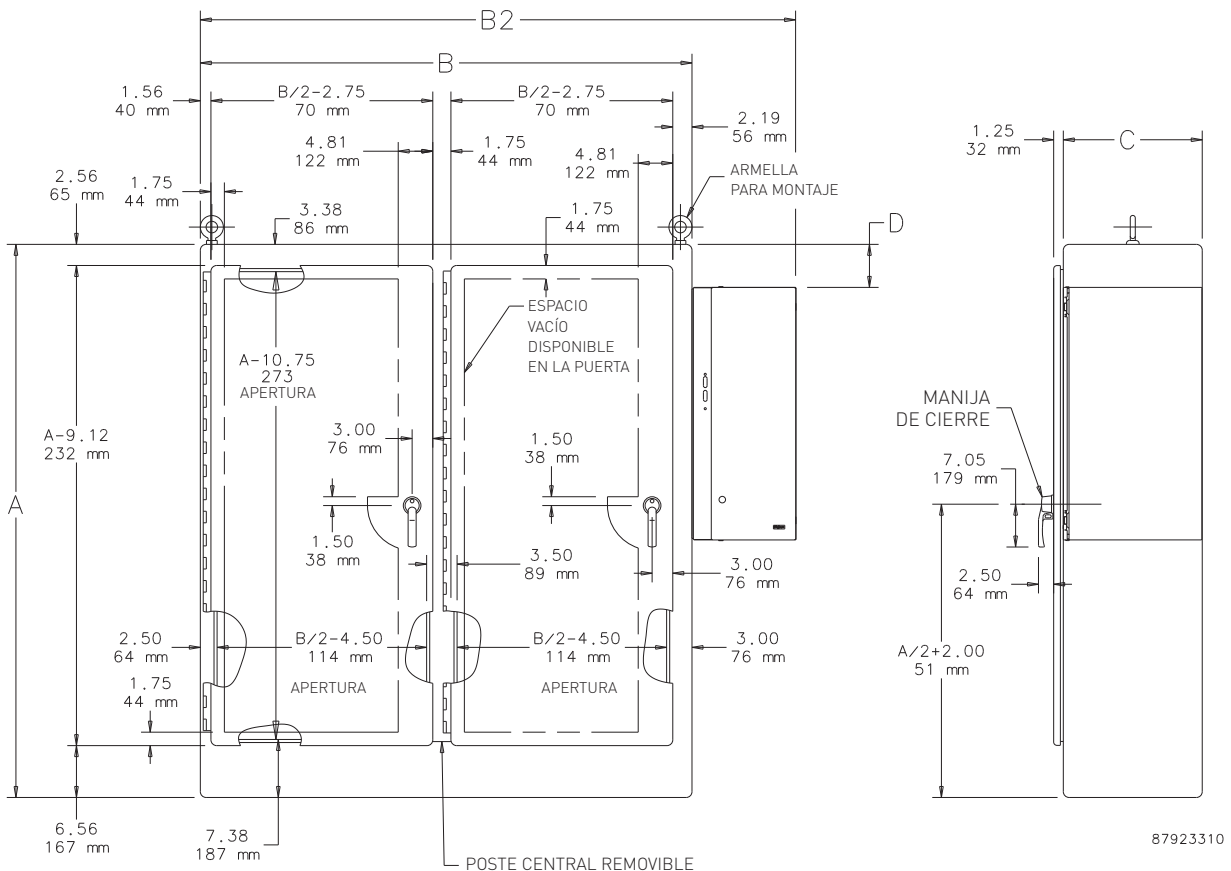 B2
B
1.56
40 mm
B/2-2.75
70 mm
B/2-2.75
70 mm
2.19
56 mm
1.25
32 mm
C
4.81
122 mm
1.75
44 mm
4.81
122 mm
ARMELLA
PARA MONTAJE
2.56
65 mm
1.75
44 mm
3.38
86 mm
1.75
44 mm
D
ESPACIO
VACÍO
DISPONIBLE
EN LA PUERTA
A-10.75
273
APERTURA
MANIJA
DE CIERRE
A-9.12
232 mm
3.00
76 mm
1.50
38 mm
7.05
179 mm
A
1.50
38 mm
3.50
89 mm
3.00
76 mm
2.50
64 mm
2.50
64 mm
B/2-4.50
114 mm
B/2-4.50
114 mm
3.00
76 mm
A/2+2.00
51 mm
APERTURA
APERTURA
1.75
44 mm
6.56
167 mm
7.38
187 mm
POSTE CENTRAL REMOVIBLE
87923310